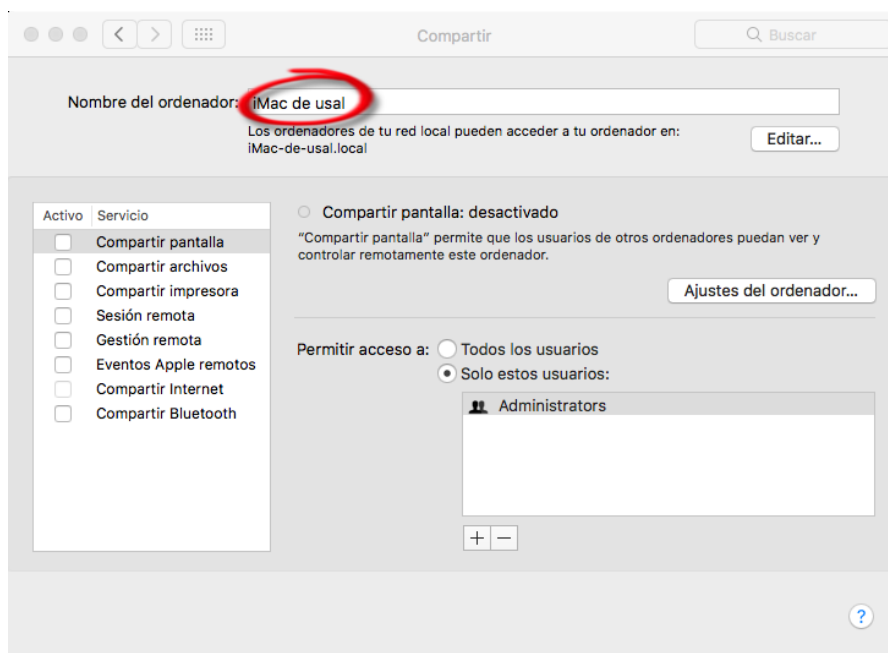 Compartir
Buscar
Nombre del ordenador: iMac de usal
Los ordenadores de tu red local pueden acceder a tu ordenador en:
iMac-de-usal.local
Editar...
Activo Servicio
Compartir pantalla
Compartir archivos
Compartir impresora
Sesión remota
Gestión remota
Eventos Apple remotos
Compartir Internet
Compartir Bluetooth
Compartir pantalla: desactivado
“Compartir pantalla” permite que los usuarios de otros ordenadores puedan ver y
controlar remotamente este ordenador.
Ajustes del ordenador...
Permitir acceso a: Todos los usuarios
Solo estos usuarios:
Administrators
+ −
?